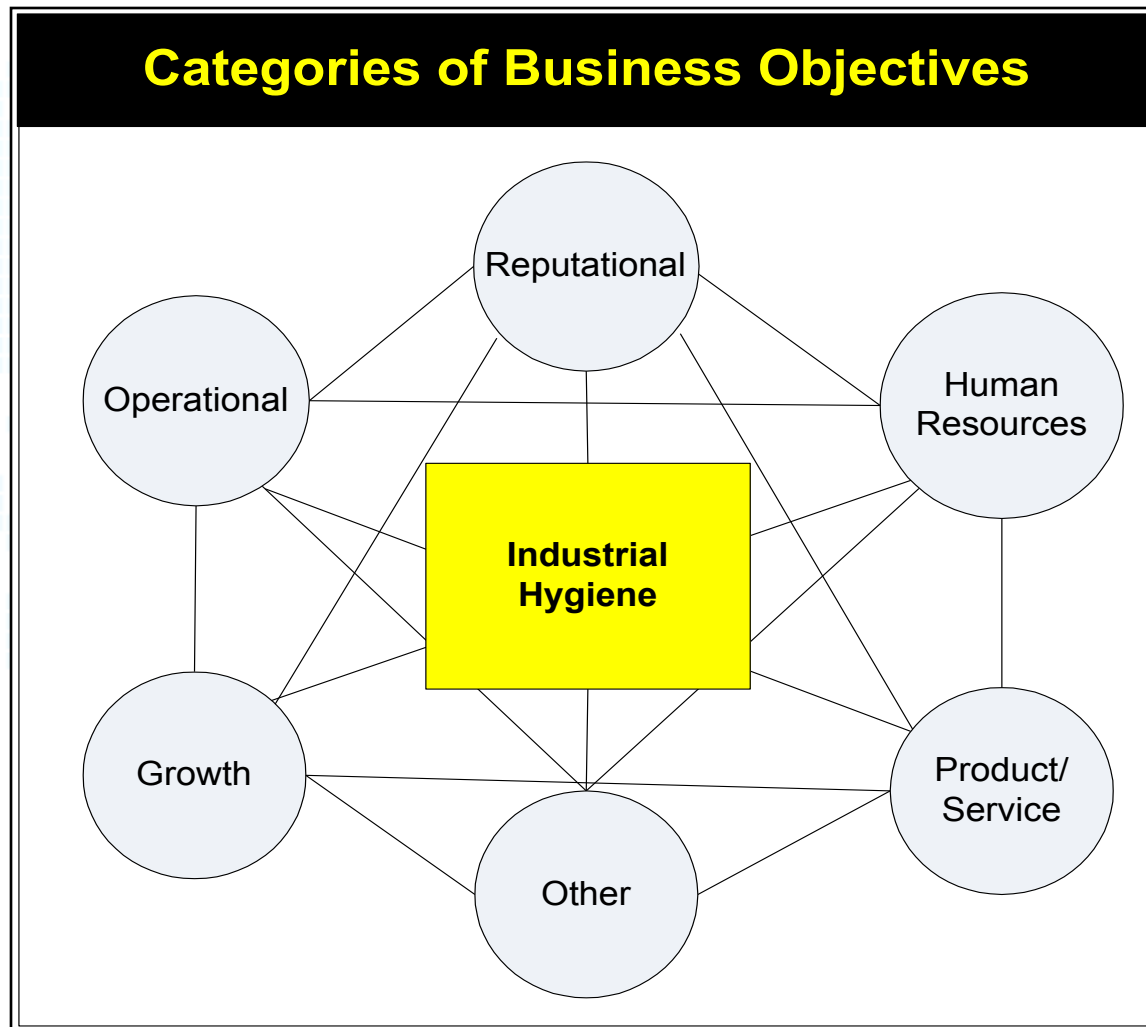 Categories of Business Objectives
Reputational
Operational
Human
Resources
Industrial
Hygiene
Growth
Product/
Service
Other